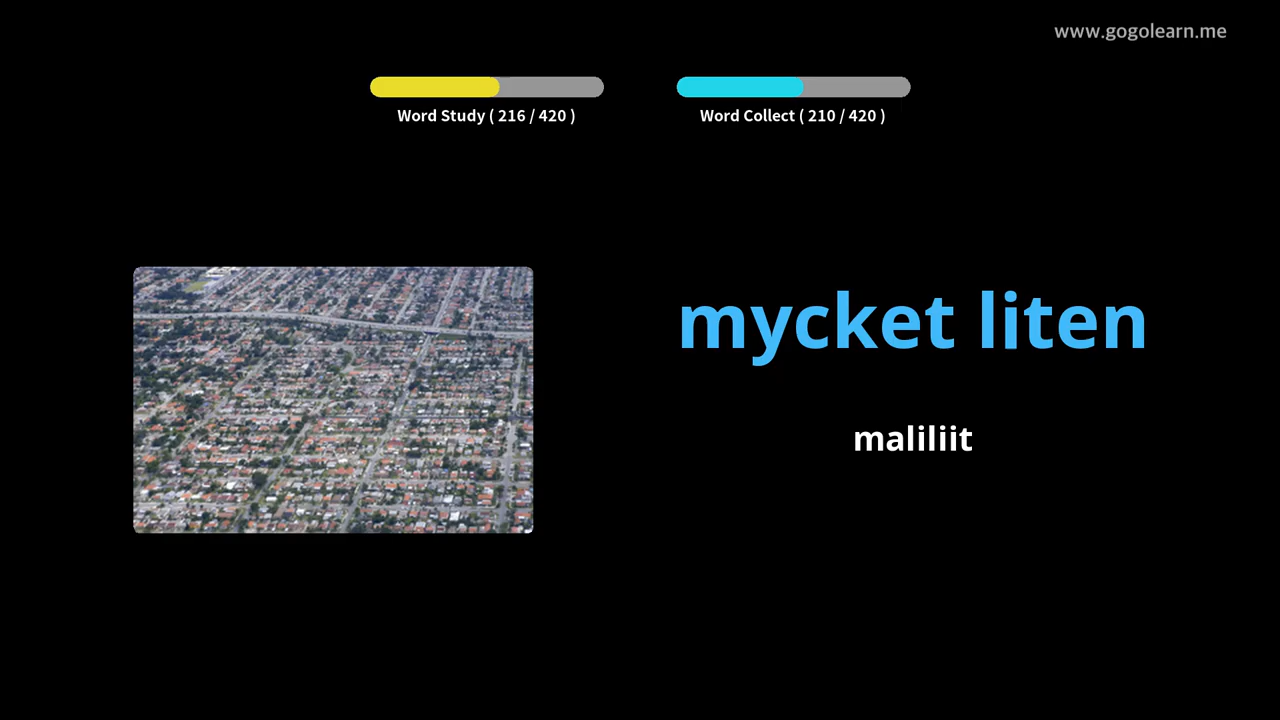 www.gogolearn.me
Word Study ( 216 / 420 )
Word Collect ( 210 / 420 )
mycket liten
maliliit